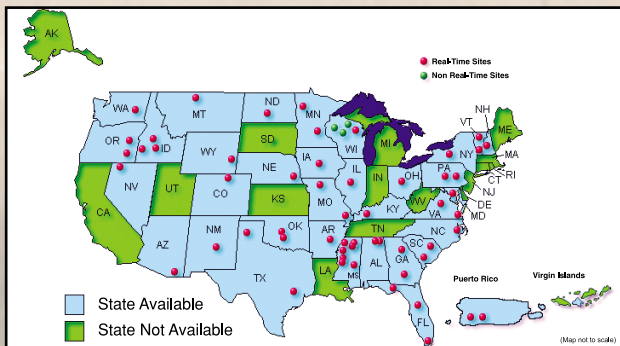 AK
Real-Time Sites
Non Real-Time Sites
WA
MT
ND
MN
NH
VT
MEA
OR
ID
SD
WI
MI
NY
MA
WY
IA
PA
RI
CT
NV
NE
IL
IN
OH
NJ
UT
CO
KS
MO
WV
DE
MD
CA
KY
VA
AZ
NM
OK
AR
TN
NC
SC
TX
LA
MS
AL
GA
FL
Puerto Rico
Virgin Islands
State Available
State Not Available
(Map not to scale)